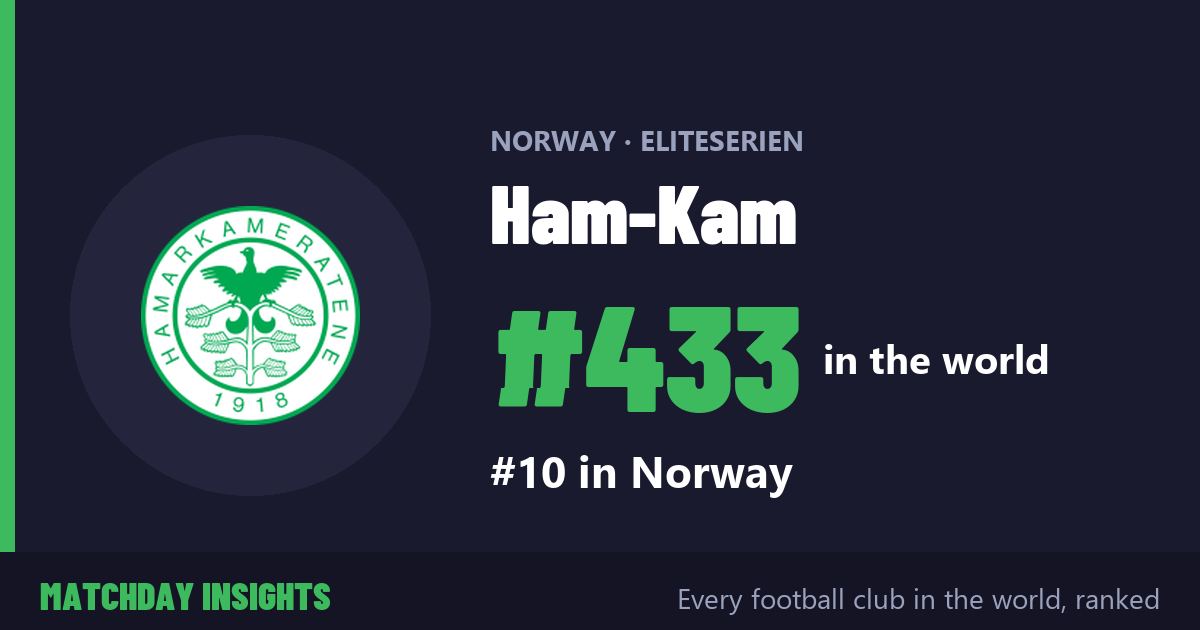 NORWAY · ELITESERIEN
Ham-Kam
HAMARKAMERATENE
1918
#433 in the world
#10 in Norway
MATCHDAY INSIGHTS
Every football club in the world, ranked